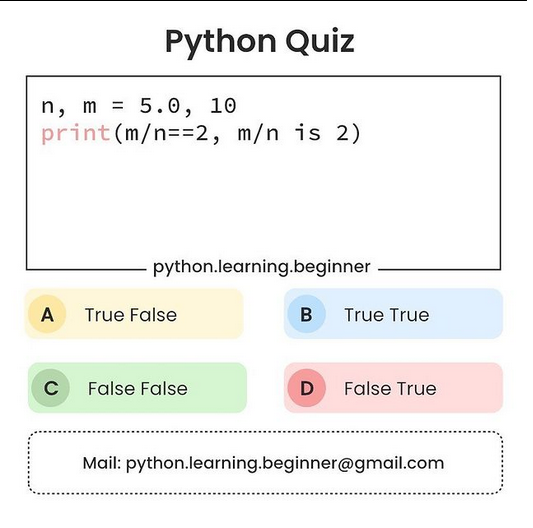 Python Quiz
n, m = 5.0, 10
print(m/n==2, m/n is 2)
python.learning.beginner
A True False
B True True
C False False
D False True
Mail: python.learning.beginner@gmail.com